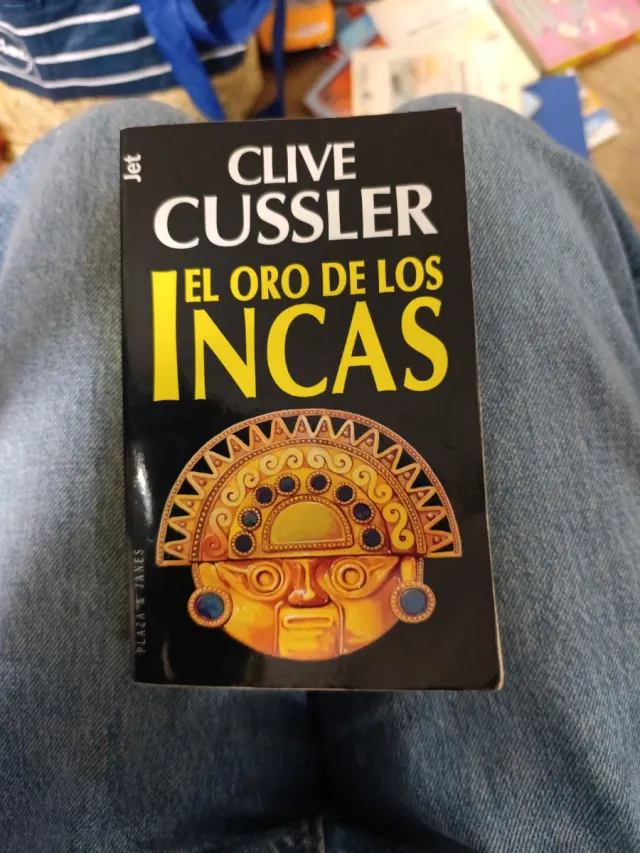 Jet
CLIVE
CUSSLER
EL ORO DE LOS
INCAS
PLAZA & JANES